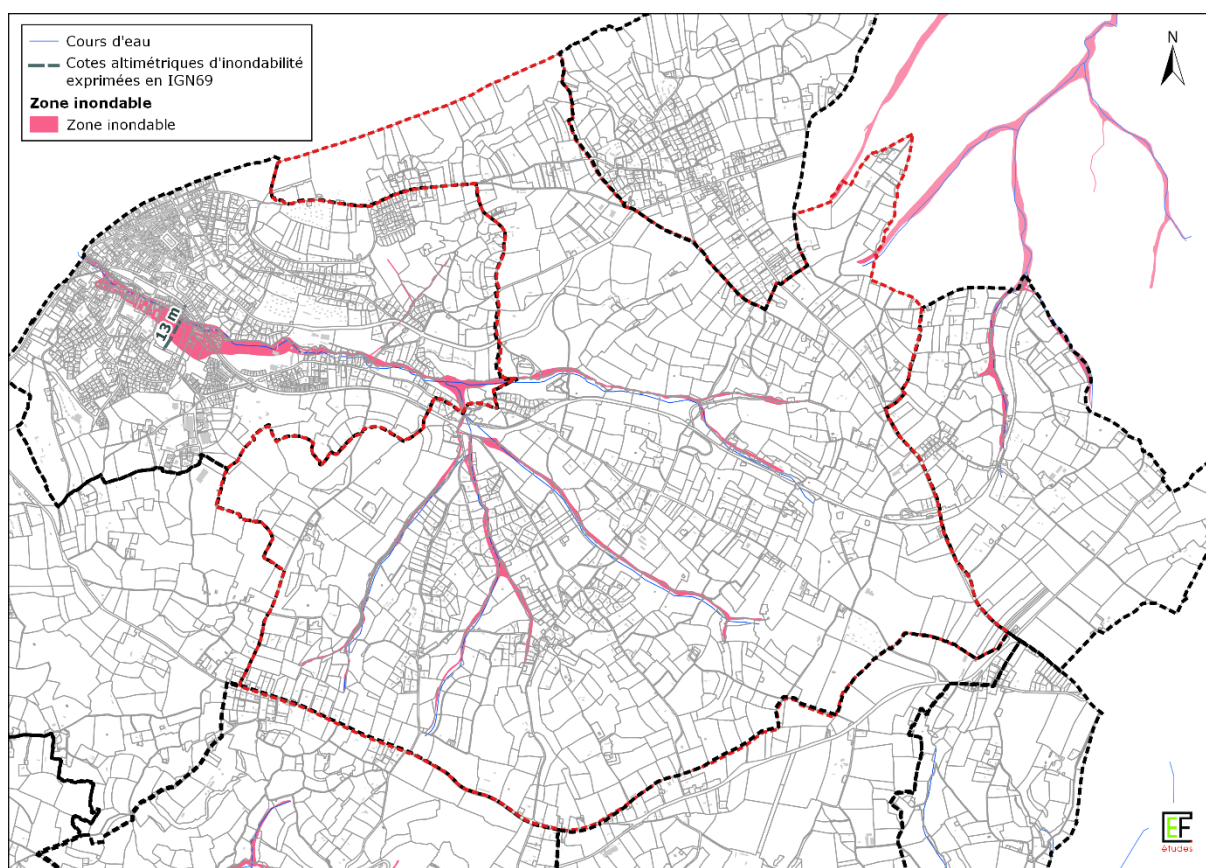 Cours d'eau
Cotes altimétriques d'inondabilité
exprimées en IGN69
Zone inondable
Zone inondable
N
13 m
EF
études